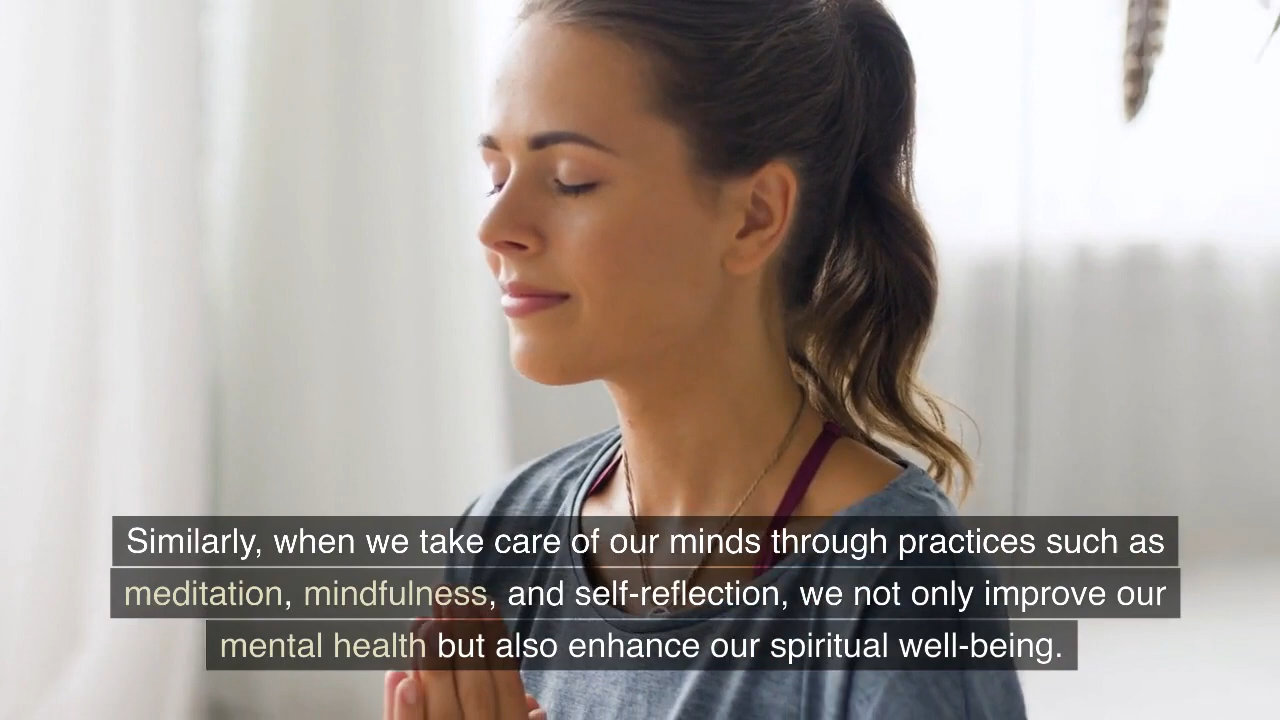 Similarly, when we take care of our minds through practices such as
meditation, mindfulness, and self-reflection, we not only improve our
mental health but also enhance our spiritual well-being.